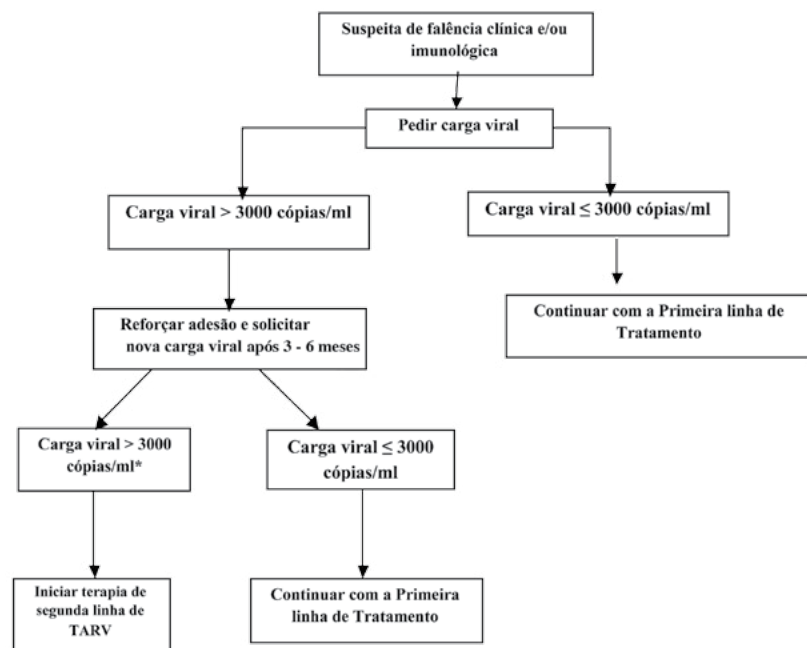 Suspeita de falência clínica e/ou
imunológica
Pedir carga viral
Carga viral > 3000 cópias/ml
Carga viral ≤ 3000 cópias/ml
Reforçar adesão e solicitar
nova carga viral após 3 - 6 meses
Continuar com a Primeira linha de
Tratamento
Carga viral > 3000
cópias/ml*
Carga viral ≤ 3000
cópias/ml
Iniciar terapia de
segunda linha de
TARV
Continuar com a Primeira
linha de Tratamento